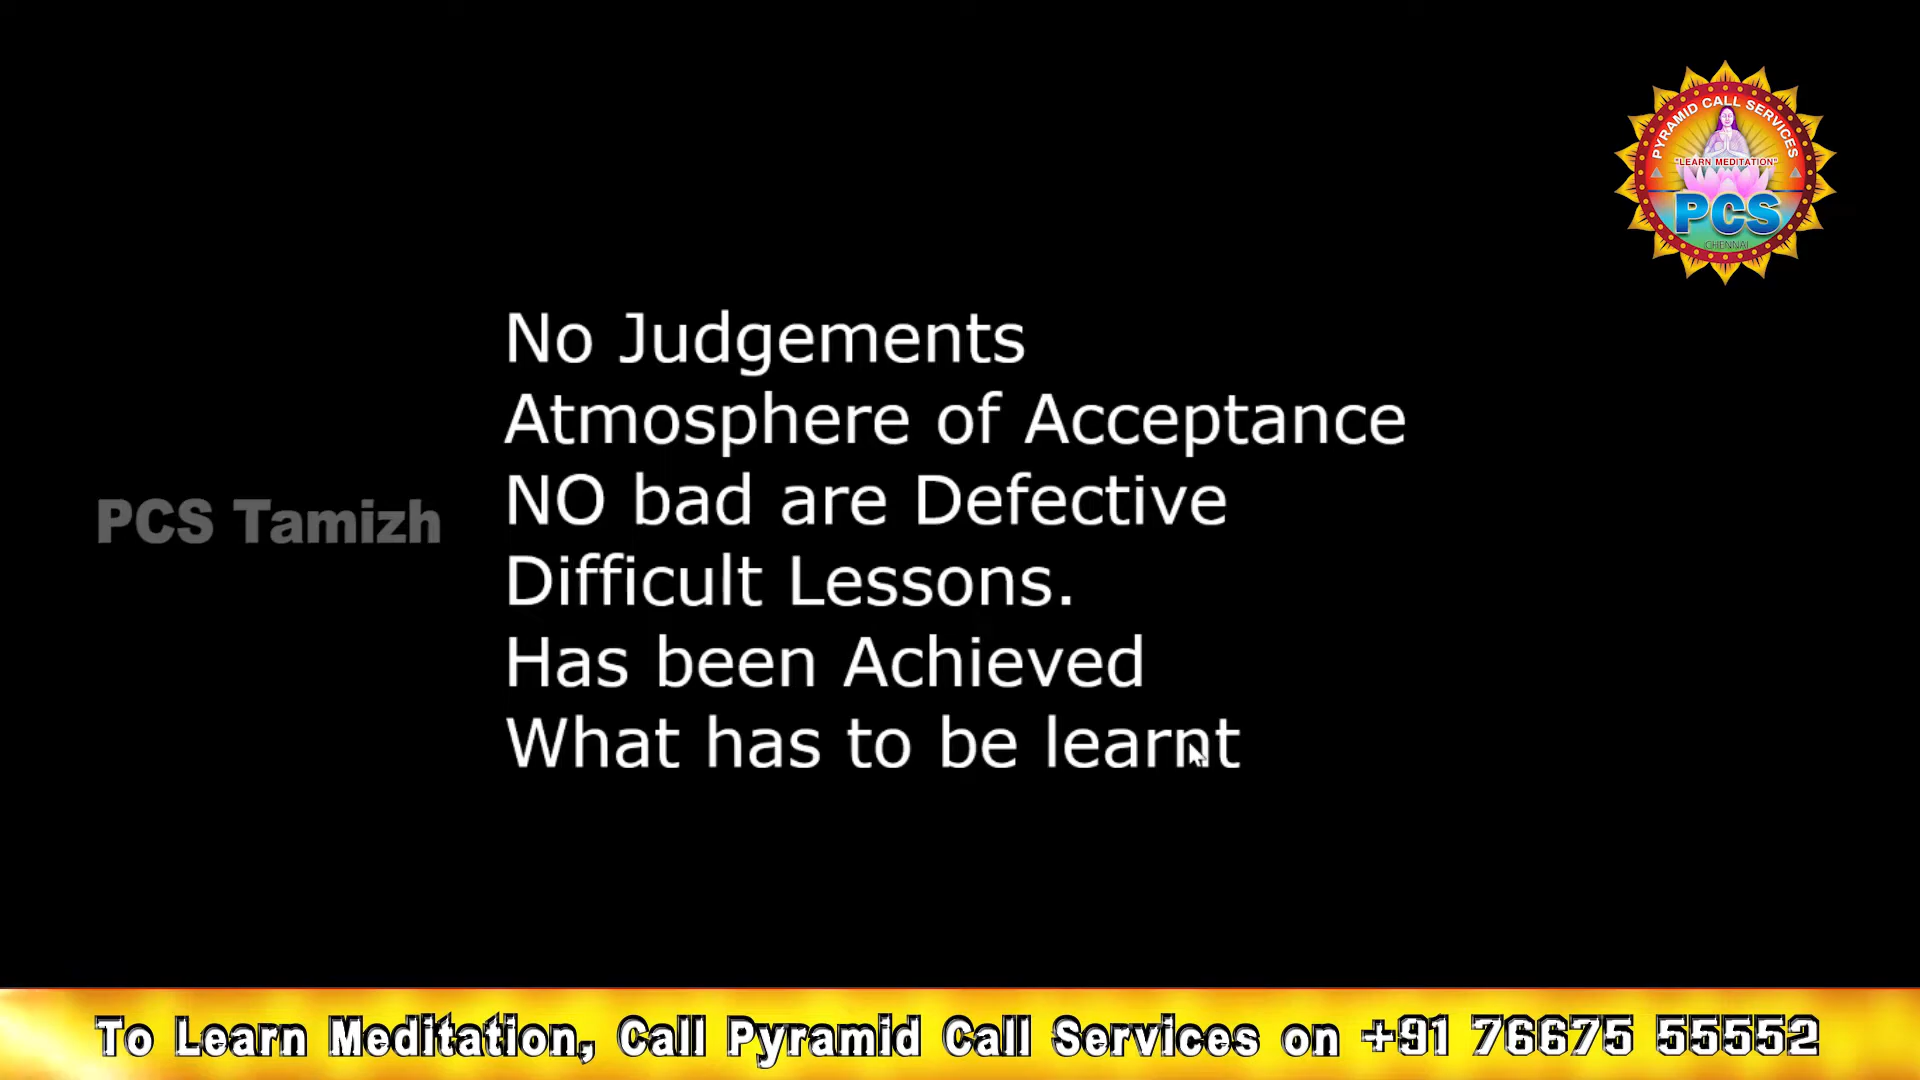 PYRAMID CALL SERVICES
"LEARN MEDITATION"
PCS
CHENNAI
No Judgements
Atmosphere of Acceptance
NO bad are Defective
Difficult Lessons.
Has been Achieved
What has to be learnt
PCS Tamizh
To Learn Meditation, Call Pyramid Call Services on +91 76675 55552